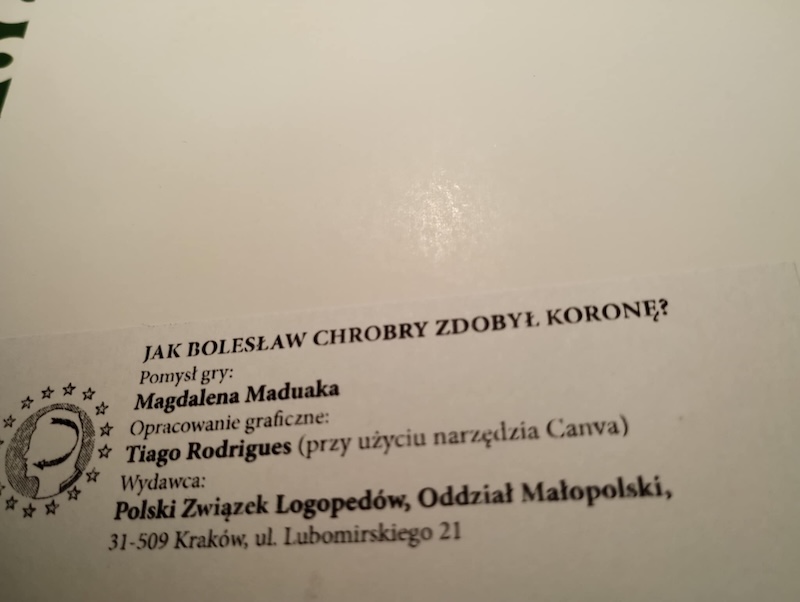 JAK BOLESŁAW CHROBRY ZDOBYŁ KORONĘ?
Pomysł gry:
Magdalena Maduaka
Opracowanie graficzne:
Tiago Rodrigues (przy użyciu narzędzia Canva)
Wydawca:
Polski Związek Logopedów, Oddział Małopolski,
31-509 Kraków, ul. Lubomirskiego 21